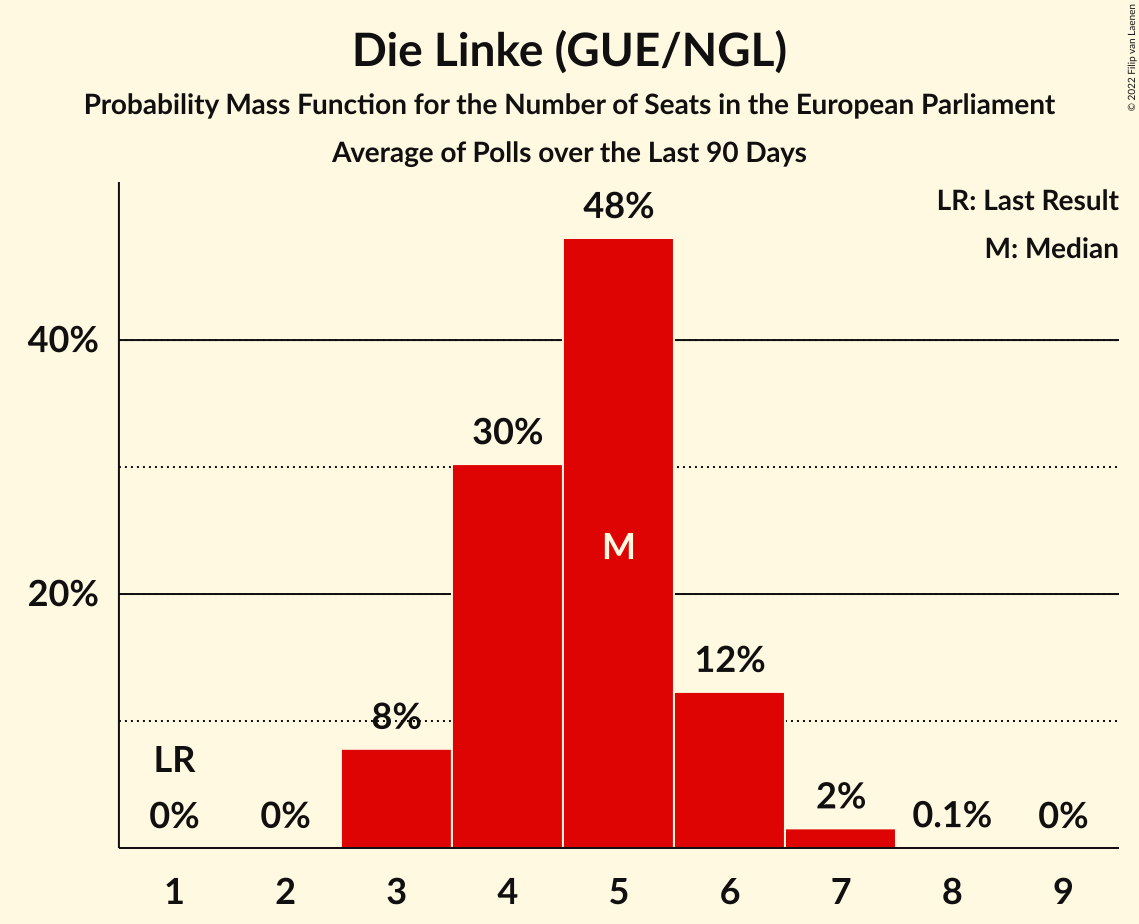 Die Linke (GUE/NGL)
Probability Mass Function for the Number of Seats in the European Parliament
Average of Polls over the Last 90 Days
© 2022 Filip van Laenen
LR: Last Result
M: Median
48%
40%
30%
M
20%
12%
8%
LR
2%
0%
0%
0.1%
0%
1 2 3 4 5 6 7 8 9